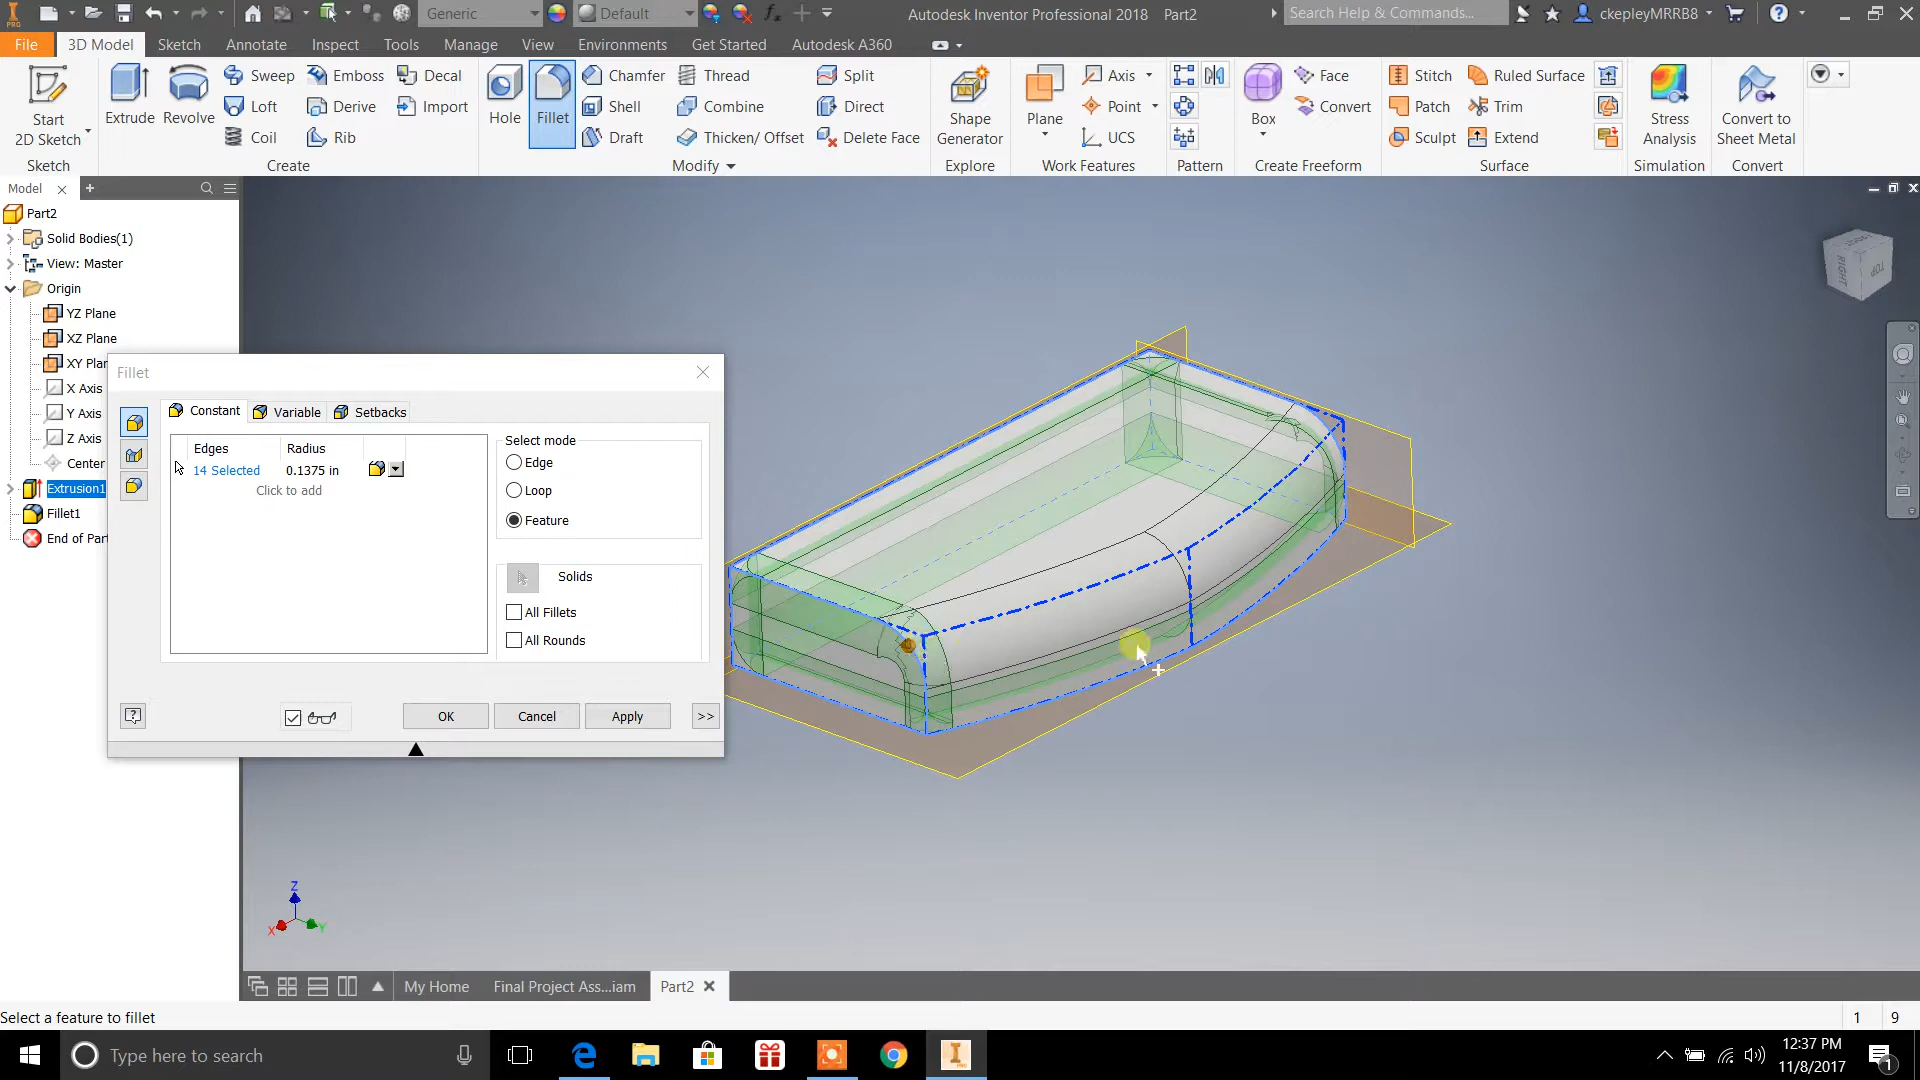 Generic
Default
Autodesk Inventor Professional 2018 Part2
Search Help & Commands...
ckepleyMRRB8
File 3D Model Sketch Annotate Inspect Tools Manage View Environments Get Started Autodesk A360
Start
2D Sketch
Sketch
Extrude Revolve
Sweep Emboss Decal
Loft Derive Import
Coil Rib
Create
Hole Fillet
Chamfer Thread Split
Shell Combine Direct
Draft Thicken/ Offset Delete Face
Modify
Shape
Generator
Explore
Plane
Axis
Point
UCS
Work Features
Pattern
Box
Face
Convert
Create Freeform
Stitch Ruled Surface
Patch Trim
Sculpt Extend
Surface
Stress
Analysis
Simulation
Convert to
Sheet Metal
Convert
Model
Part2
Solid Bodies(1)
View: Master
Origin
YZ Plane
XZ Plane
XY Plan
X Axis
Y Axis
Z Axis
Center
Extrusion1
Fillet1
End of Part
Fillet
Constant Variable Setbacks
Edges Radius
14 Selected 0.1375 in
Click to add
Select mode
Edge
Loop
Feature
Solids
All Fillets
All Rounds
OK Cancel Apply >>
RIGHT
TOP
Z
X
Y
My Home Final Project Ass...iam Part2
Select a feature to fillet
1 9
Type here to search
12:37 PM
11/8/2017
1